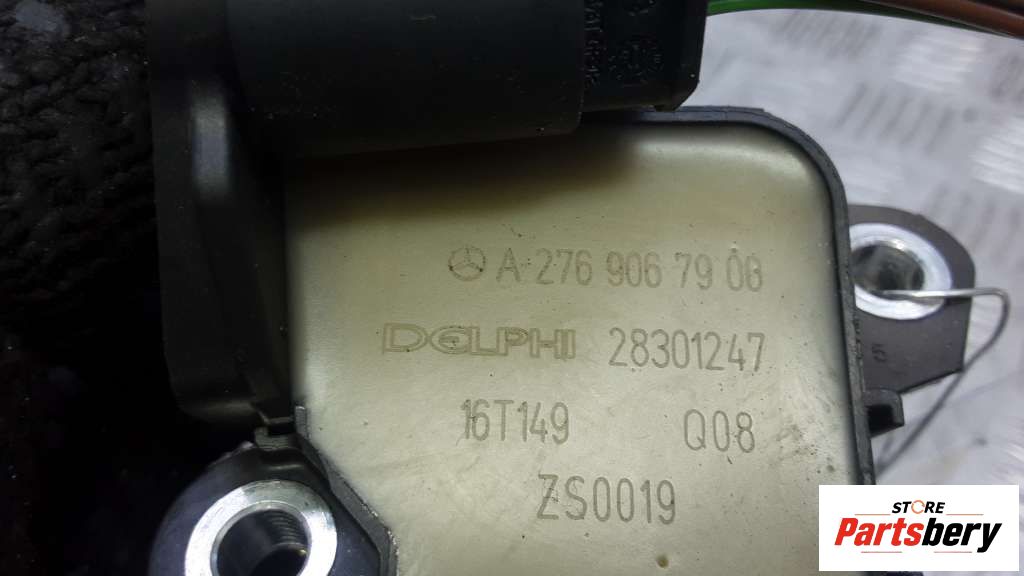 A 276 906 79 00
DELPHI 28301247
16T149 Q08
ZS0019
STORE
Partsbery